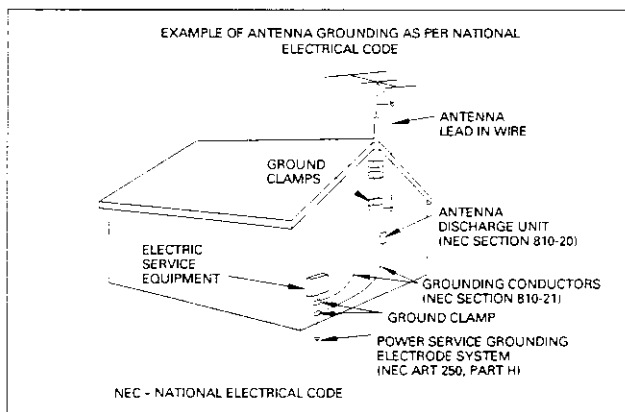 EXAMPLE OF ANTENNA GROUNDING AS PER NATIONAL
ELECTRICAL CODE
ANTENNA
LEAD IN WIRE
GROUND
CLAMPS
ANTENNA
DISCHARGE UNIT
(NEC SECTION 810-20)
ELECTRIC
SERVICE
EQUIPMENT
GROUNDING CONDUCTORS
(NEC SECTION 810-21)
GROUND CLAMP
POWER SERVICE GROUNDING
ELECTRODE SYSTEM
(NEC ART 250, PART H)
NEC - NATIONAL ELECTRICAL CODE